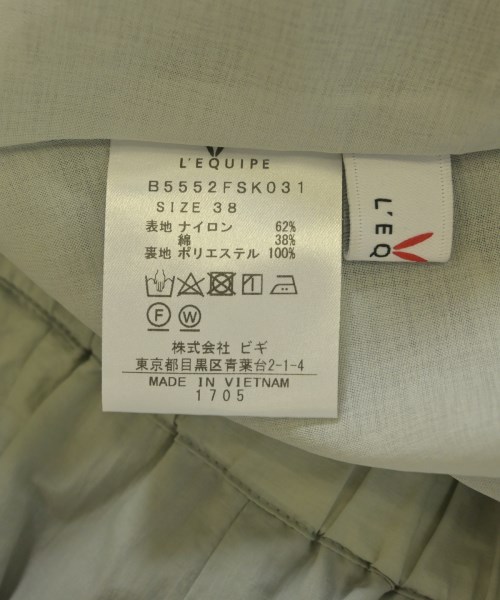 L'EQUIPE
B5552FSK031
SIZE 38
表地 ナイロン 62%
綿 38%
裏地 ポリエステル 100%
F W
株式会社 ビギ
東京都目黒区青葉台2-1-4
MADE IN VIETNAM
1705
L'EQ